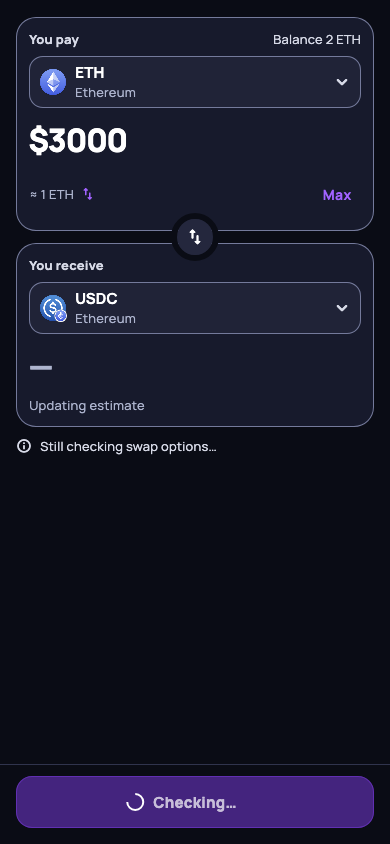 You pay
Balance 2 ETH
ETH
Ethereum
$3000
≈ 1 ETH
Max
You receive
USDC
Ethereum
—
Updating estimate
Still checking swap options...
Checking...